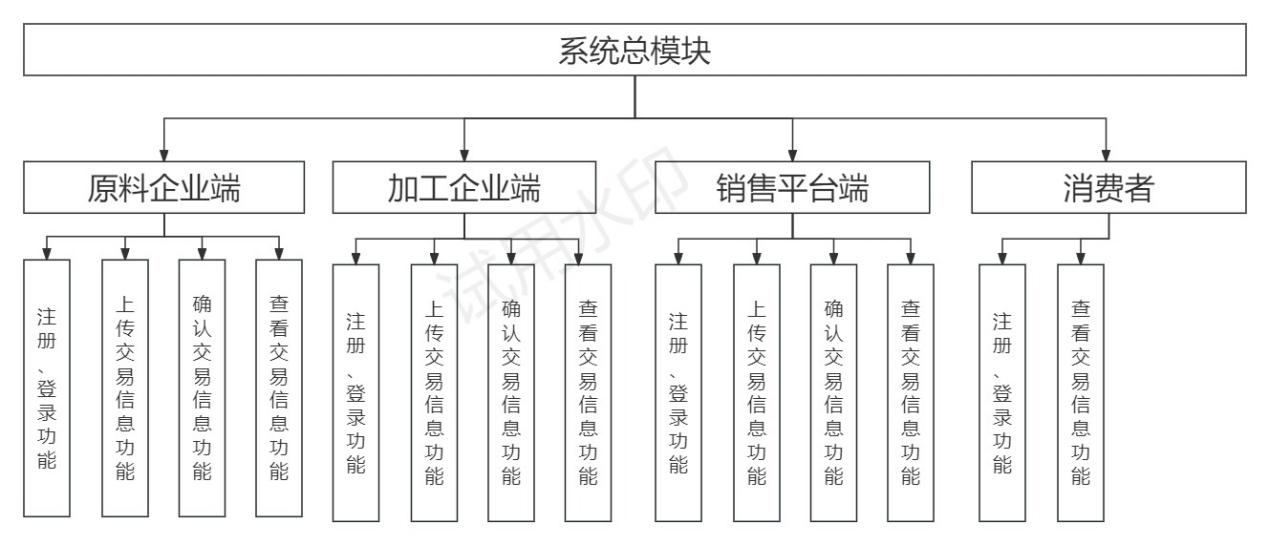 系统总模块
原料企业端
加工企业端
销售平台端
消费者
注册、登录功能
上传交易信息功能
确认交易信息功能
查看交易信息功能
注册、登录功能
上传交易信息功能
确认交易信息功能
查看交易信息功能
注册、登录功能
上传交易信息功能
确认交易信息功能
查看交易信息功能
注册、登录功能
查看交易信息功能
试用水印